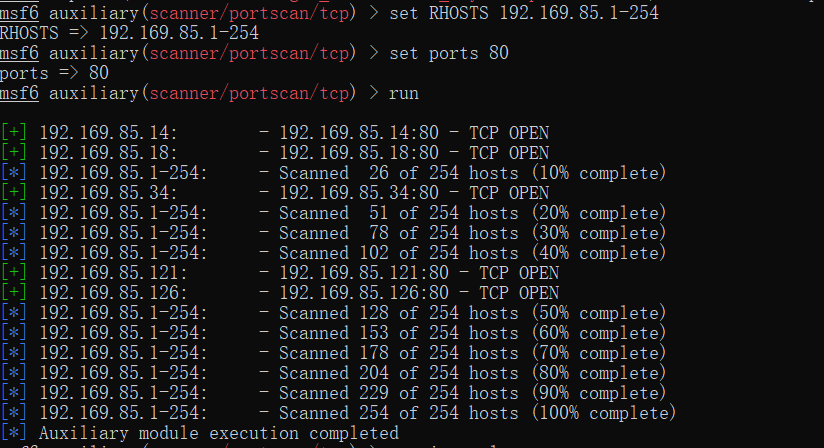 msf6 auxiliary(scanner/portscan/tcp) > set RHOSTS 192.169.85.1-254
RHOSTS => 192.169.85.1-254
msf6 auxiliary(scanner/portscan/tcp) > set ports 80
ports => 80
msf6 auxiliary(scanner/portscan/tcp) > run
[+] 192.169.85.14:        - 192.169.85.14:80 - TCP OPEN
[+] 192.169.85.18:        - 192.169.85.18:80 - TCP OPEN
[*] 192.169.85.1-254:     - Scanned  26 of 254 hosts (10% complete)
[+] 192.169.85.34:        - 192.169.85.34:80 - TCP OPEN
[*] 192.169.85.1-254:     - Scanned  51 of 254 hosts (20% complete)
[*] 192.169.85.1-254:     - Scanned  78 of 254 hosts (30% complete)
[*] 192.169.85.1-254:     - Scanned 102 of 254 hosts (40% complete)
[+] 192.169.85.121:       - 192.169.85.121:80 - TCP OPEN
[+] 192.169.85.126:       - 192.169.85.126:80 - TCP OPEN
[*] 192.169.85.1-254:     - Scanned 128 of 254 hosts (50% complete)
[*] 192.169.85.1-254:     - Scanned 153 of 254 hosts (60% complete)
[*] 192.169.85.1-254:     - Scanned 178 of 254 hosts (70% complete)
[*] 192.169.85.1-254:     - Scanned 204 of 254 hosts (80% complete)
[*] 192.169.85.1-254:     - Scanned 229 of 254 hosts (90% complete)
[*] 192.169.85.1-254:     - Scanned 254 of 254 hosts (100% complete)
[*] Auxiliary module execution completed